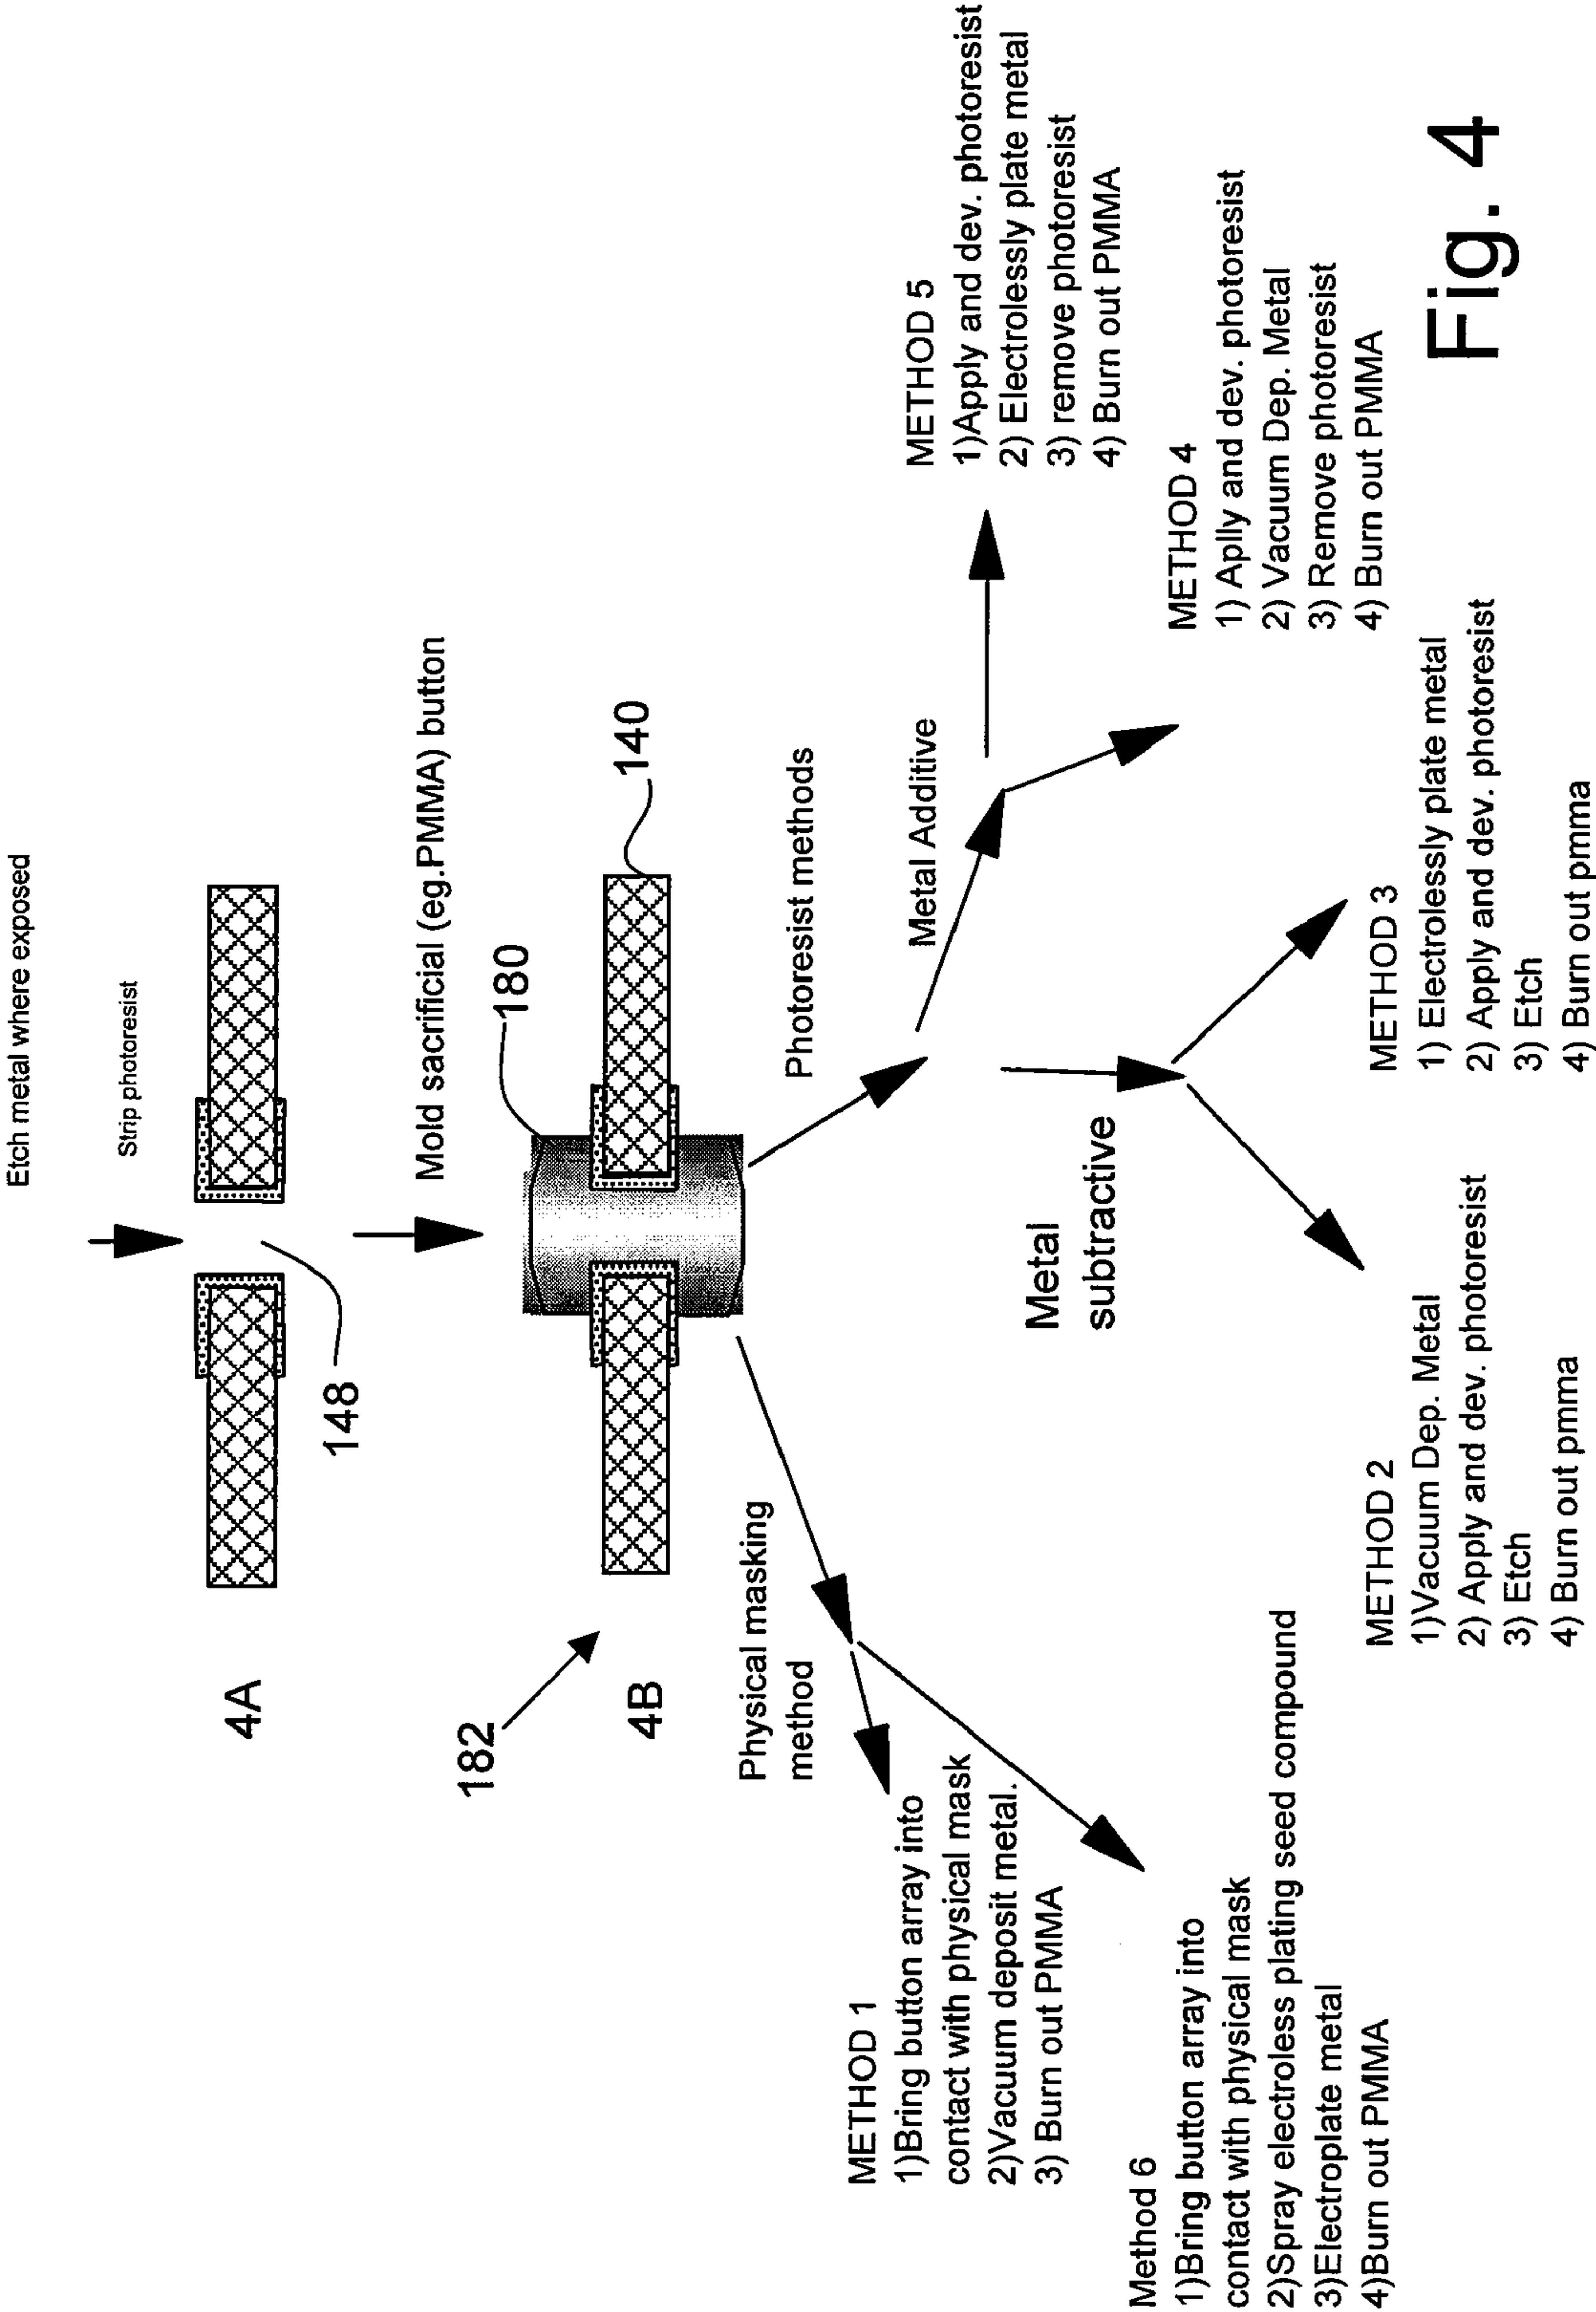 Etch metal where exposed
Strip photoresist
4A
148
Mold sacrificial (eg.PMMA) button
180
140
182
4B
Physical masking
method
Photoresist methods
Metal Additive
Metal
subtractive
METHOD 1
1)Bring button array into
contact with physical mask
2)Vacuum deposit metal.
3) Burn out PMMA
Method 6
1)Bring button array into
contact with physical mask
2)Spray electroless plating seed compound
3)Electroplate metal
4)Burn out PMMA
METHOD 2
1)Vacuum Dep. Metal
2) Apply and dev. photoresist
3) Etch
4) Burn out pmma
METHOD 3
1) Electrolessly plate metal
2) Apply and dev. photoresist
3) Etch
4) Burn out pmma
METHOD 4
1) Aplly and dev. photoresist
2) Vacuum Dep. Metal
3) Remove photoresist
4) Burn out PMMA
METHOD 5
1)Apply and dev. photoresist
2) Electrolessly plate metal
3) remove photoresist
4) Burn out PMMA
Fig. 4